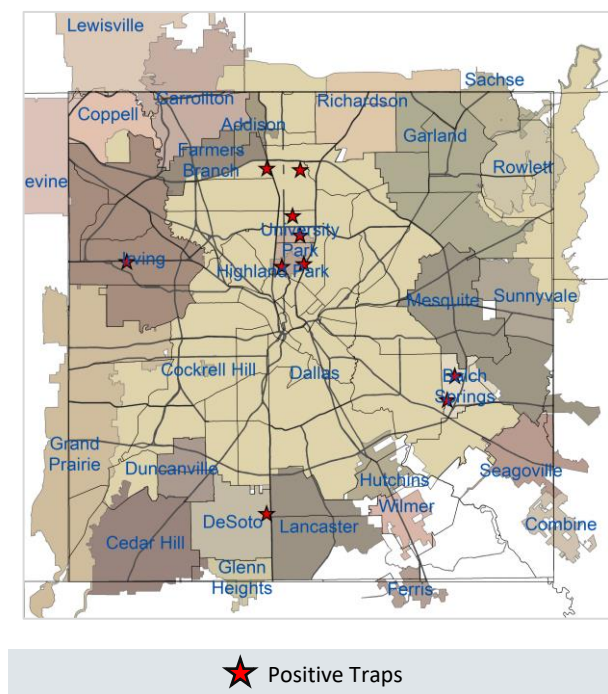 Lewisville
Sachse
Carrollton
Richardson
Coppell
Addison
Garland
Farmers
Branch
Rowlett
evine
University
Park
Irving
Highland Park
Mesquite
Sunnyvale
Cockrell Hill
Dallas
Balch
Springs
Grand
Prairie
Duncanville
Seagoville
Hutchins
Wilmer
DeSoto
Lancaster
Combine
Cedar Hill
Glenn
Heights
Ferris
Positive Traps